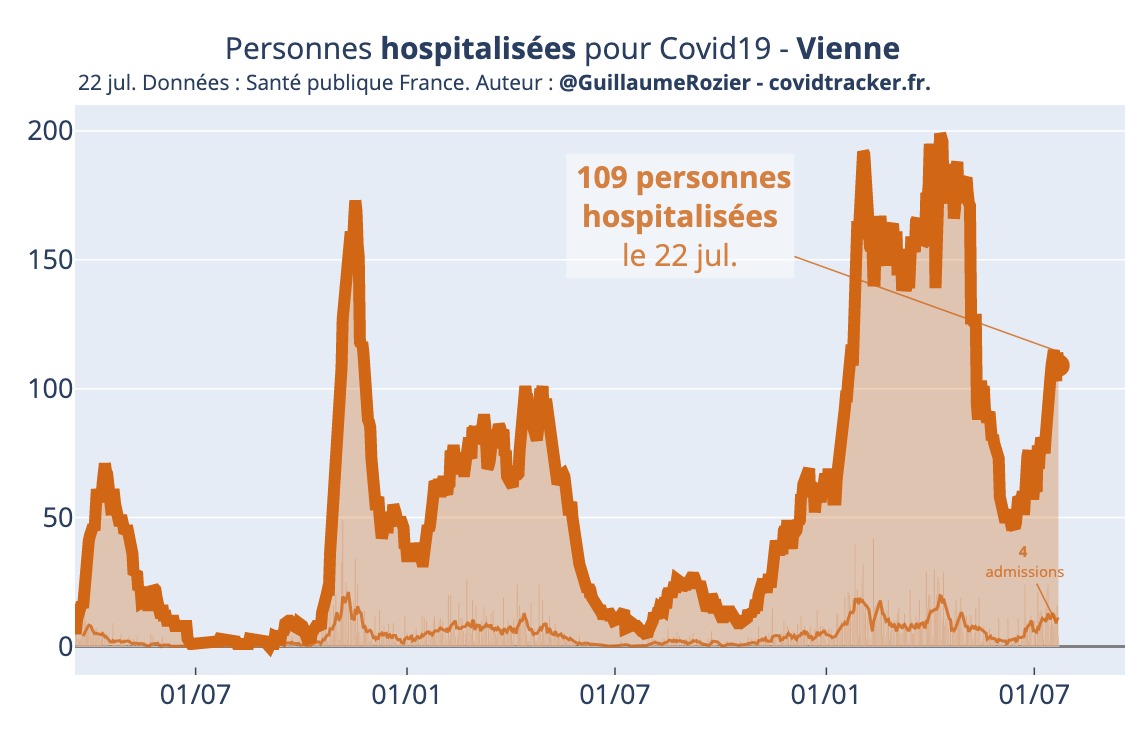 Personnes hospitalisées pour Covid19 - Vienne
22 jul. Données : Santé publique France. Auteur : @GuillaumeRozier - covidtracker.fr.
200
109 personnes
hospitalisées
le 22 jul.
150
100
50
4
admissions
0
01/07
01/01
01/07
01/01
01/07